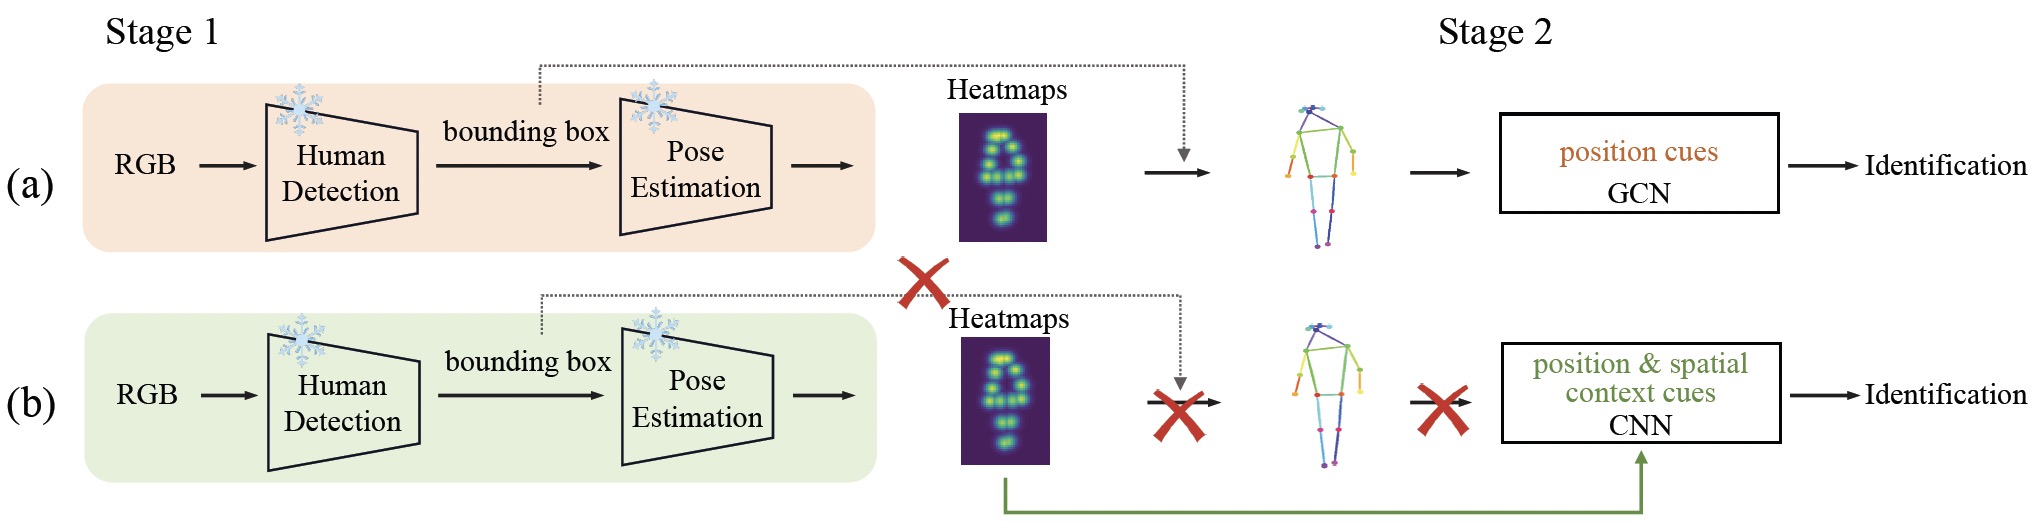 Stage 1
Stage 2
(a)
RGB
Human
Detection
bounding box
Pose
Estimation
Heatmaps
position cues
GCN
Identification
(b)
RGB
Human
Detection
bounding box
Pose
Estimation
Heatmaps
position & spatial
context cues
CNN
Identification